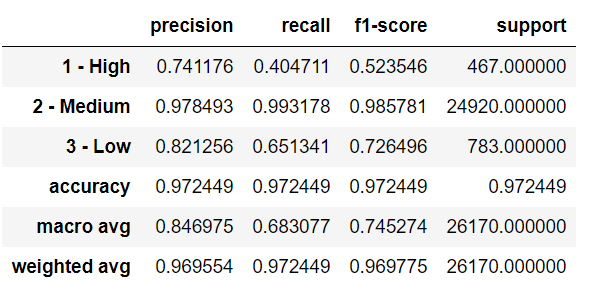 precision recall f1-score support
1 - High 0.741176 0.404711 0.523546 467.000000
2 - Medium 0.978493 0.993178 0.985781 24920.000000
3 - Low 0.821256 0.651341 0.726496 783.000000
accuracy 0.972449 0.972449 0.972449 0.972449
macro avg 0.846975 0.683077 0.745274 26170.000000
weighted avg 0.969554 0.972449 0.969775 26170.000000